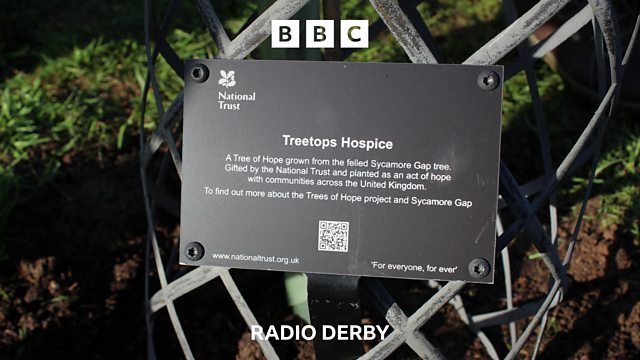 BBC
National
Trust
Treetops Hospice
A Tree of Hope grown from the felled Sycamore Gap tree.
Gifted by the National Trust and planted as an act of hope
with communities across the United Kingdom.
To find out more about the Trees of Hope project and Sycamore Gap
www.nationaltrust.org.uk
'For everyone, for ever'
RADIO DERBY